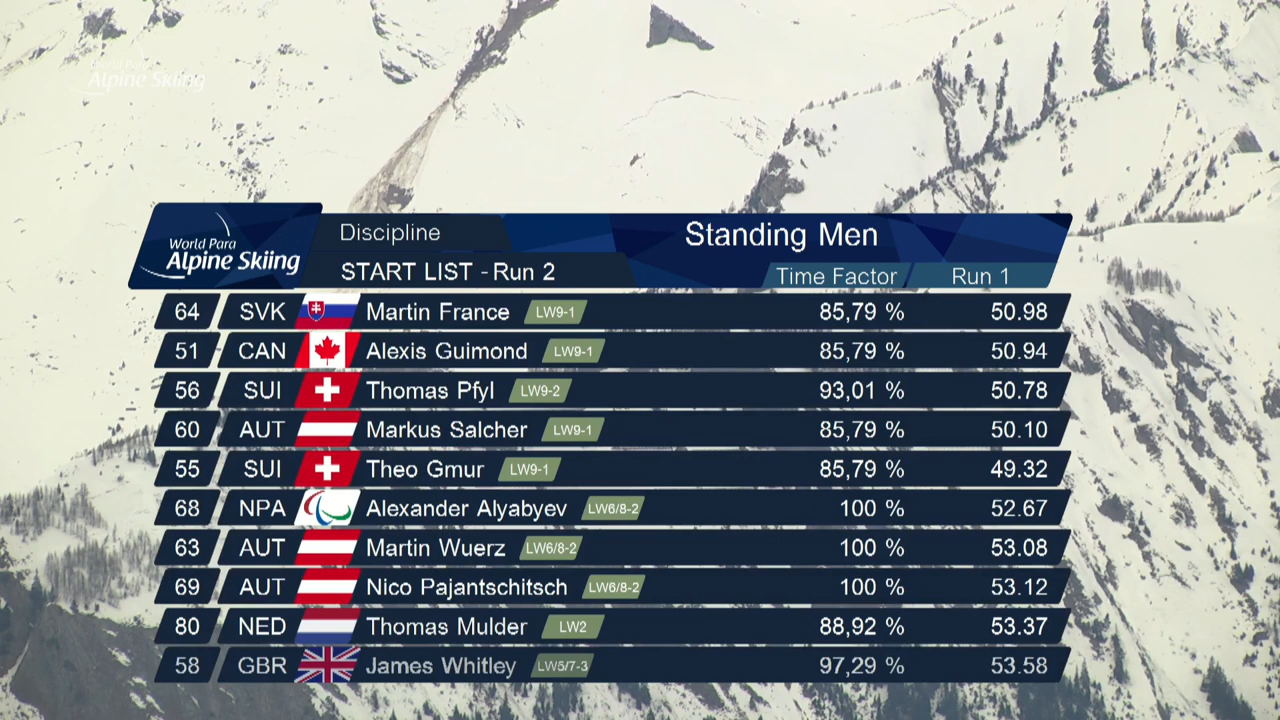 World Para
Alpine Skiing
World Para
Alpine Skiing
Discipline
Standing Men
START LIST - Run 2
Time Factor
Run 1
64 SVK Martin France LW9-1 85,79 % 50.98
51 CAN Alexis Guimond LW9-1 85,79 % 50.94
56 SUI Thomas Pfyl LW9-2 93,01 % 50.78
60 AUT Markus Salcher LW9-1 85,79 % 50.10
55 SUI Theo Gmur LW9-1 85,79 % 49.32
68 NPA Alexander Alyabyev LW6/8-2 100 % 52.67
63 AUT Martin Wuerz LW6/8-2 100 % 53.08
69 AUT Nico Pajantschitsch LW6/8-2 100 % 53.12
80 NED Thomas Mulder LW2 88,92 % 53.37
58 GBR James Whitley LW5/7-3 97,29 % 53.58